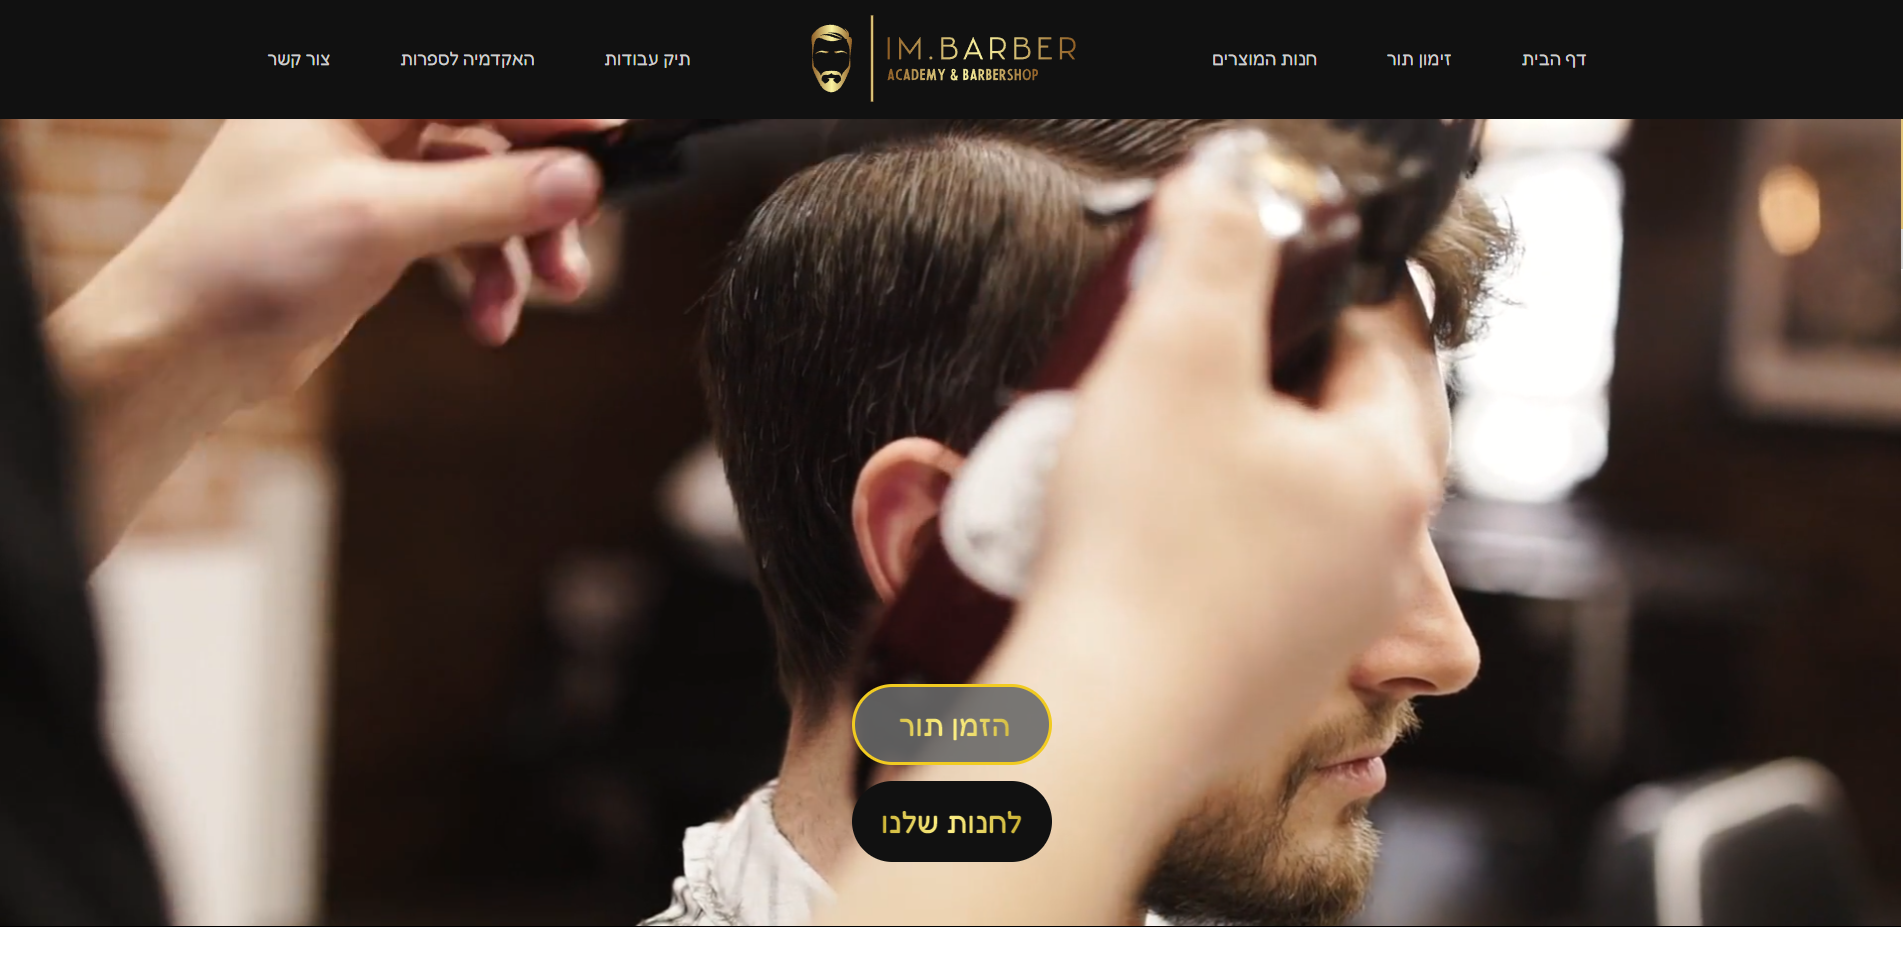 דף הבית
זימון תור
חנות המוצרים
IM.BARBER
ACADEMY & BARBERSHOP
תיק עבודות
האקדמיה לספרות
צור קשר
הזמן תור
לחנות שלנו